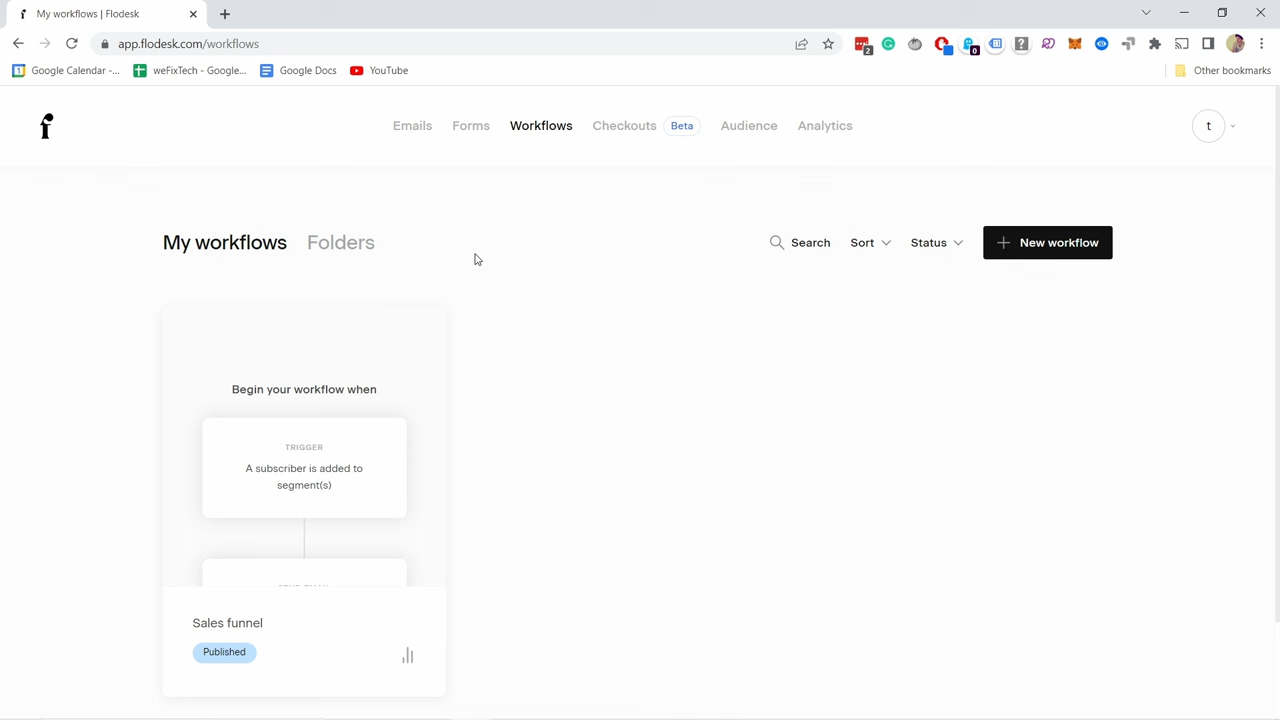 My workflows | Flodesk
app.flodesk.com/workflows
2
0
Google Calendar -...
weFixTech - Google...
Google Docs
YouTube
Other bookmarks
f
Emails
Forms
Workflows
Checkouts
Beta
Audience
Analytics
t
My workflows
Folders
Search
Sort
Status
New workflow
Begin your workflow when
TRIGGER
A subscriber is added to
segment(s)
Sales funnel
Published